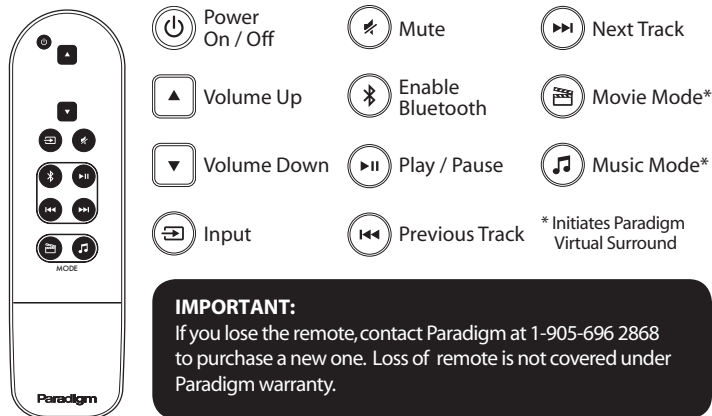 MODE
Paradigm
Power
On / Off
Volume Up
Volume Down
Input
Mute
Enable
Bluetooth
Play / Pause
Previous Track
Next Track
Movie Mode*
Music Mode*
* Initiates Paradigm
Virtual Surround
IMPORTANT:
If you lose the remote, contact Paradigm at 1-905-696 2868
to purchase a new one. Loss of remote is not covered under
Paradigm warranty.